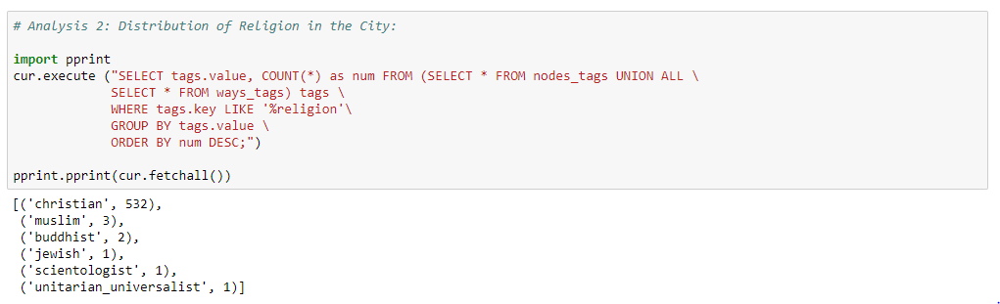 # Analysis 2: Distribution of Religion in the City:
import pprint
cur.execute ("SELECT tags.value, COUNT(*) as num FROM (SELECT * FROM nodes_tags UNION ALL \
SELECT * FROM ways_tags) tags \
WHERE tags.key LIKE '%religion'\
GROUP BY tags.value \
ORDER BY num DESC;")
pprint.pprint(cur.fetchall())
[('christian', 532),
('muslim', 3),
('buddhist', 2),
('jewish', 1),
('scientologist', 1),
('unitarian_universalist', 1)]
.